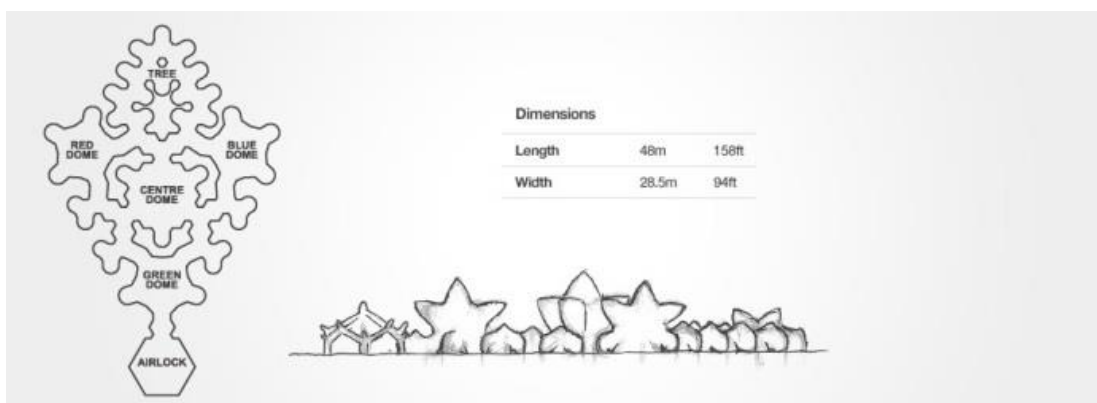 TREE
RED
DOME
BLUE
DOME
CENTRE
DOME
GREEN
DOME
AIRLOCK
Dimensions
Length 48m 158ft
Width 28.5m 94ft